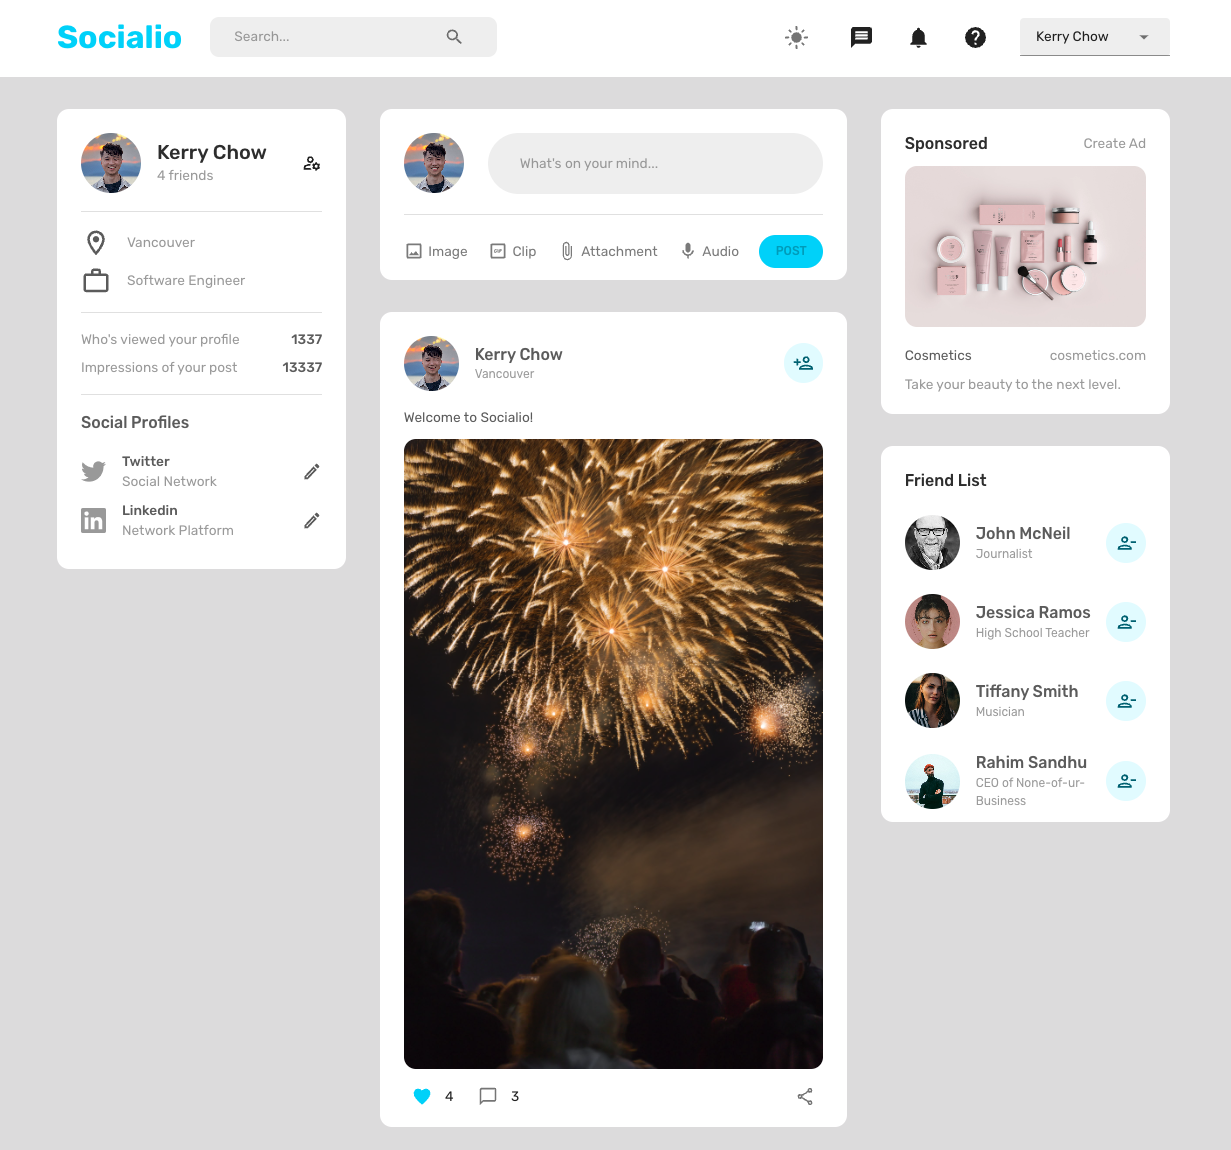 Socialio
Search...
Kerry Chow
Kerry Chow
4 friends
Vancouver
Software Engineer
Who's viewed your profile 1337
Impressions of your post 13337
Social Profiles
Twitter
Social Network
Linkedin
Network Platform
What's on your mind...
Image
GIF
Clip
Attachment
Audio
POST
Kerry Chow
Vancouver
Welcome to Socialio!
4
3
Sponsored
Create Ad
Cosmetics
cosmetics.com
Take your beauty to the next level.
Friend List
John McNeil
Journalist
Jessica Ramos
High School Teacher
Tiffany Smith
Musician
Rahim Sandhu
CEO of None-of-ur-
Business